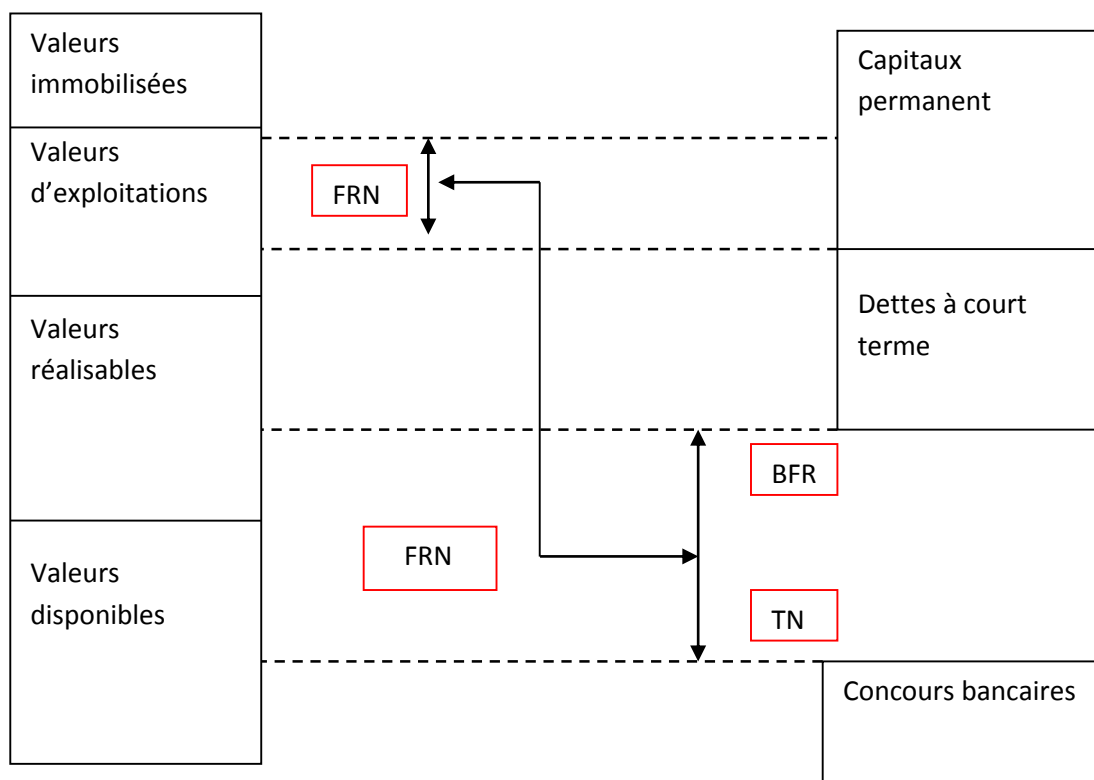 Valeurs
immobilisées
Capitaux
permanent
Valeurs
d'exploitations
FRN
Dettes à court
terme
Valeurs
réalisables
BFR
FRN
Valeurs
disponibles
TN
Concours bancaires